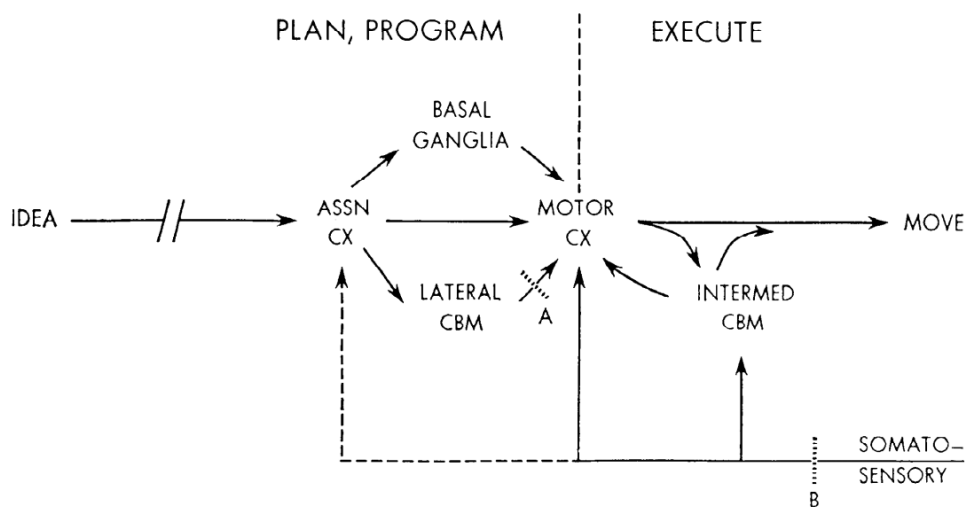 PLAN, PROGRAM
EXECUTE
BASAL
GANGLIA
IDEA
ASSN
CX
MOTOR
CX
MOVE
LATERAL
CBM
A
INTERMED
CBM
SOMATO-
SENSORY
B